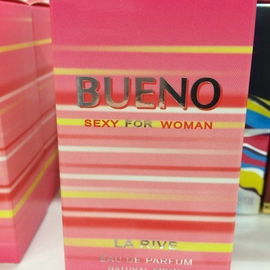 BUENO
SEXY FOR WOMAN
LA RIVE
EAU DE PARFUM